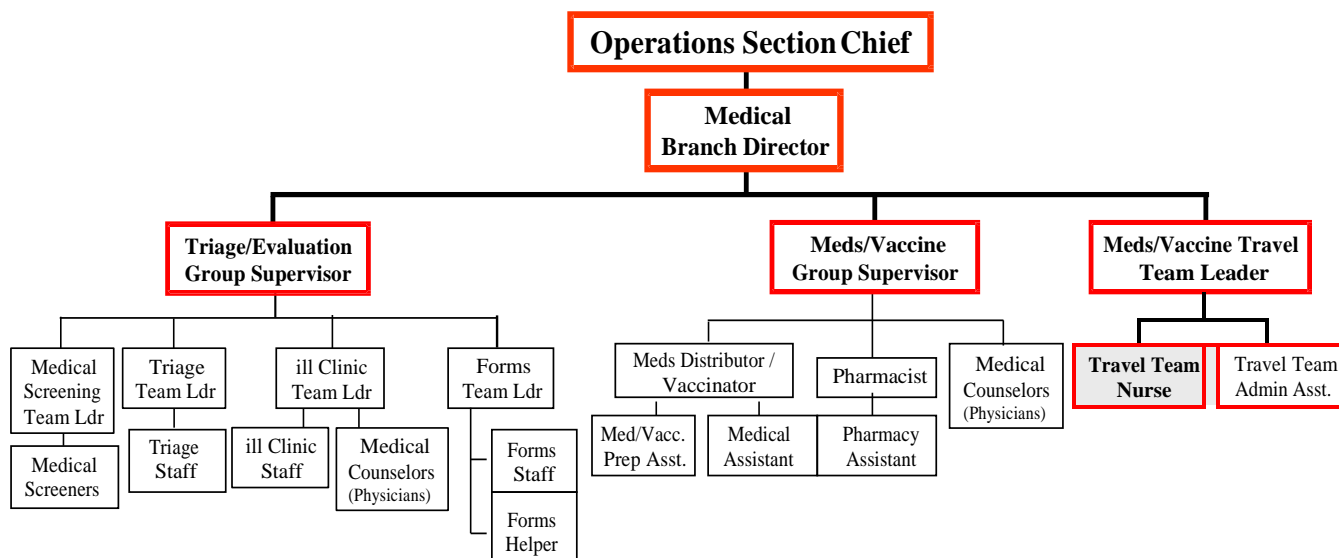 Operations Section Chief
Medical
Branch Director
Triage/Evaluation
Group Supervisor
Meds/Vaccine
Group Supervisor
Meds/Vaccine Travel
Team Leader
Medical
Screening
Team Ldr
Triage
Team Ldr
ill Clinic
Team Ldr
Forms
Team Ldr
Meds Distributor /
Vaccinator
Pharmacist
Medical
Counselors
(Physicians)
Travel Team
Nurse
Travel Team
Admin Asst.
Medical
Screeners
Triage
Staff
ill Clinic
Staff
Medical
Counselors
(Physicians)
Forms
Staff
Forms
Helper
Med/Vacc.
Prep Asst.
Medical
Assistant
Pharmacy
Assistant